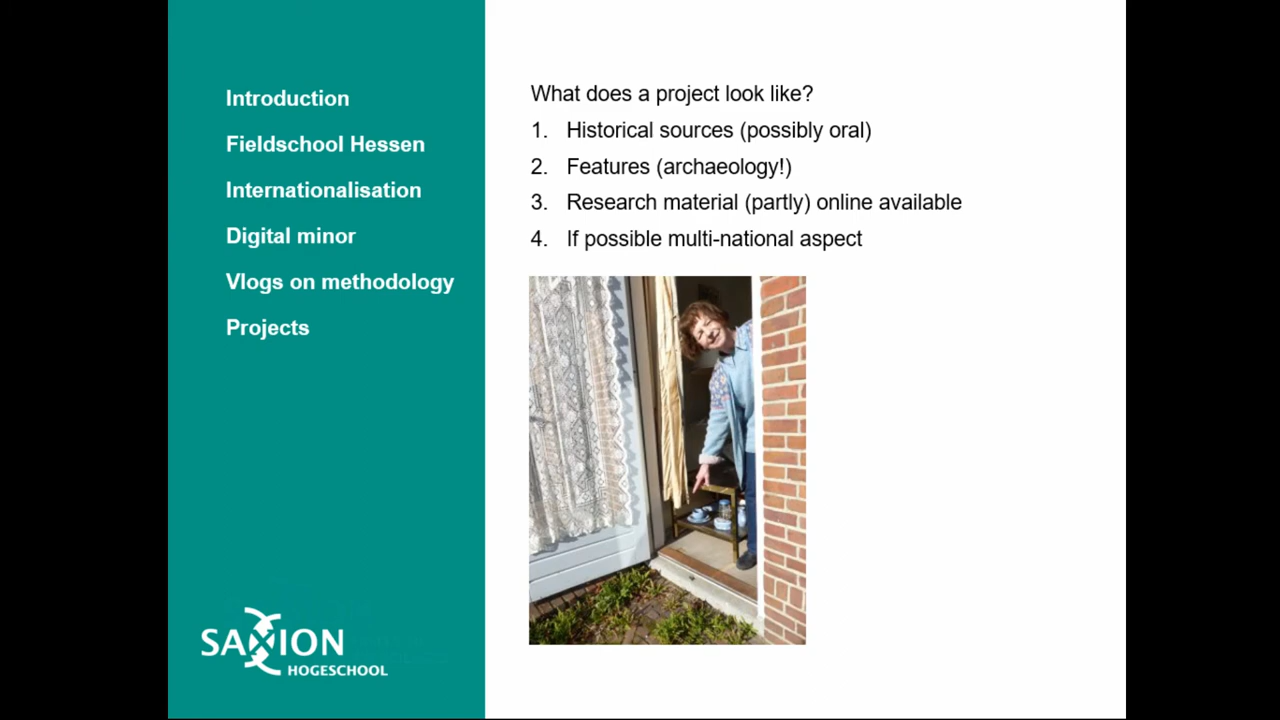 Introduction
Fieldschool Hessen
Internationalisation
Digital minor
Vlogs on methodology
Projects
SAXION
HOGESCHOOL
What does a project look like?
1. Historical sources (possibly oral)
2. Features (archaeology!)
3. Research material (partly) online available
4. If possible multi-national aspect